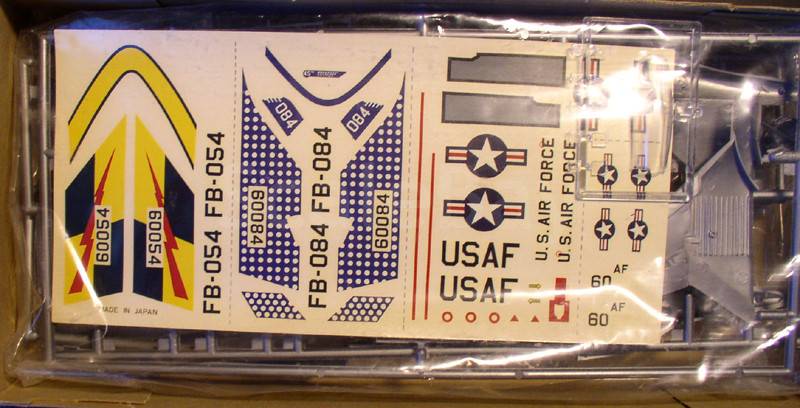 60054
60054
MADE IN JAPAN
FB-054
FB-054
084
084
60084
60084
FB-084
FB-084
USAF
USAF
U.S. AIR FORCE
U.S. AIR FORCE
60
AF
60
AF